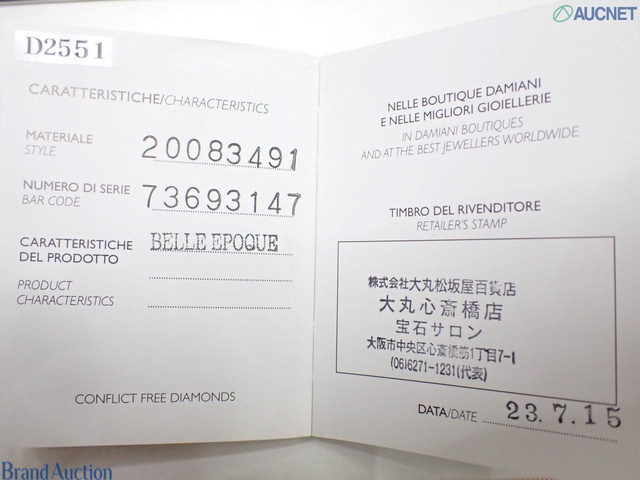 AUCNET
D2551
CARATTERISTICHE/CHARACTERISTICS
MATERIALE
STYLE
20083491
NUMERO DI SERIE
BAR CODE
73693147
CARATTERISTICHE
DEL PRODOTTO
BELLE EPOQUE
PRODUCT
CHARACTERISTICS
CONFLICT FREE DIAMONDS
NELLE BOUTIQUE DAMIANI
E NELLE MIGLIORI GIOIELLERIE
IN DAMIANI BOUTIQUES
AND AT THE BEST JEWELLERS WORLDWIDE
TIMBRO DEL RIVENDITORE
RETAILER'S STAMP
株式会社大丸松坂屋百貨店
大丸心斎橋店
宝石サロン
大阪市中央区心斎橋筋1丁目7-1
(06)6271-1231(代表)
DATA/DATE 23.7.15
Brand Auction